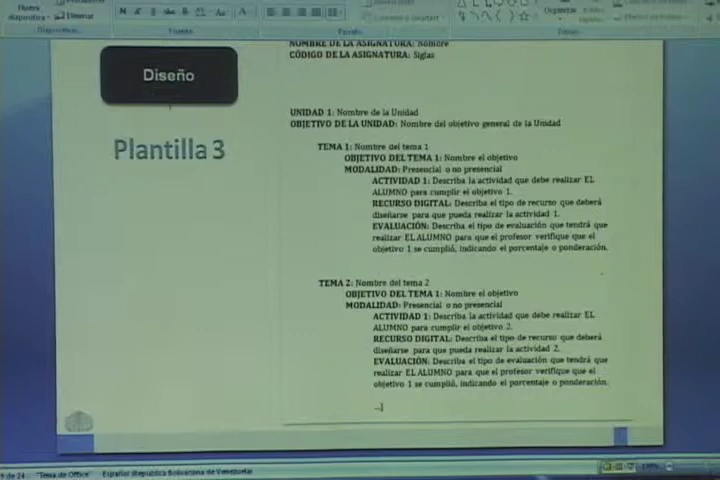 Nueva
diapositiva
Eliminar
Organizar
Diseño
Plantilla 3
NOMBRE DE LA ASIGNATURA: Nombre
CÓDIGO DE LA ASIGNATURA: Siglas
UNIDAD 1: Nombre de la Unidad
OBJETIVO DE LA UNIDAD: Nombre del objetivo general de la Unidad
TEMA 1: Nombre del tema 1
OBJETIVO DEL TEMA 1: Nombre el objetivo
MODALIDAD: Presencial o no presencial
ACTIVIDAD 1: Describa la actividad que debe realizar EL
ALUMNO para cumplir el objetivo 1.
RECURSO DIGITAL: Describa el tipo de recurso que deberá
diseñarse para que pueda realizar la actividad 1.
EVALUACIÓN: Describa el tipo de evaluación que tendrá que
realizar EL ALUMNO para que el profesor verifique que el
objetivo 1 se cumplió, indicando el porcentaje o ponderación.
TEMA 2: Nombre del tema 2
OBJETIVO DEL TEMA 1: Nombre el objetivo
MODALIDAD: Presencial o no presencial
ACTIVIDAD 1: Describa la actividad que debe realizar EL
ALUMNO para cumplir el objetivo 2.
RECURSO DIGITAL: Describa el tipo de recurso que deberá
diseñarse para que pueda realizar la actividad 2.
EVALUACIÓN: Describa el tipo de evaluación que tendrá que
realizar EL ALUMNO para que el profesor verifique que el
objetivo 1 se cumplió, indicando el porcentaje o ponderación.
de 24 "Tema de Office" Español (República Bolivariana de Venezuela)